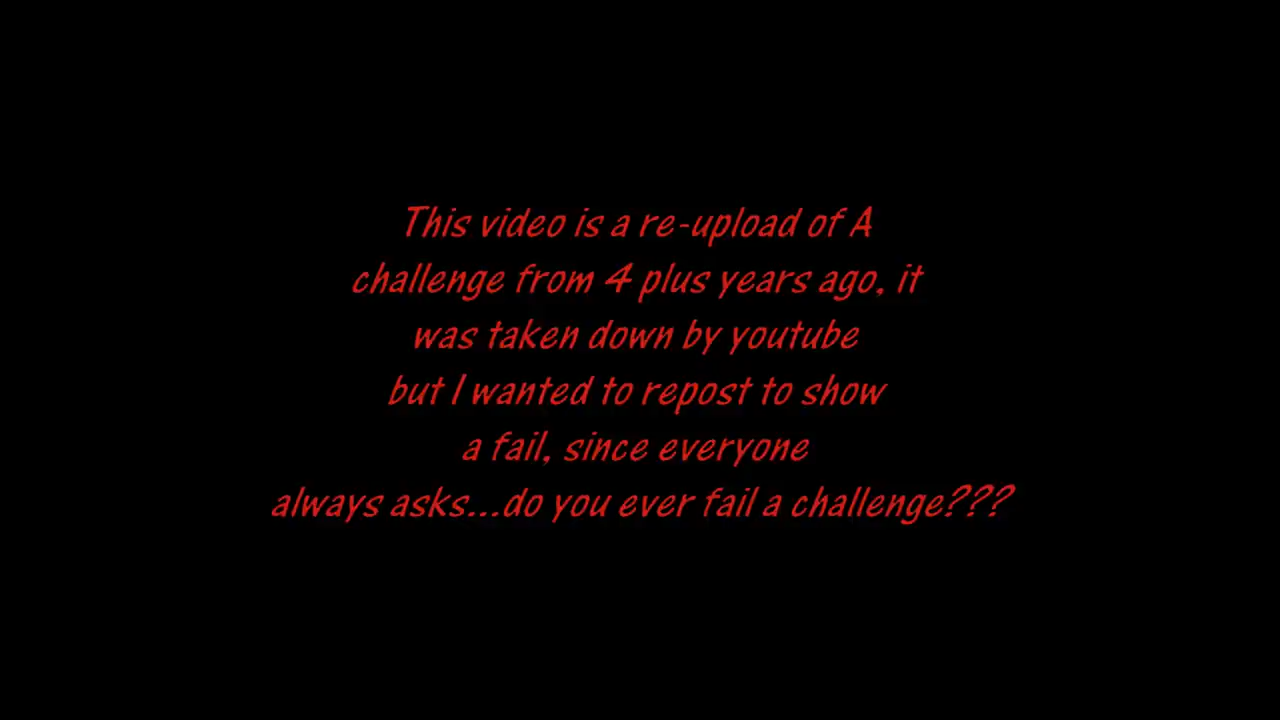 This video is a re-upload of A
challenge from 4 plus years ago, it
was taken down by youtube
but I wanted to repost to show
a fail, since everyone
always asks...do you ever fail a challenge???